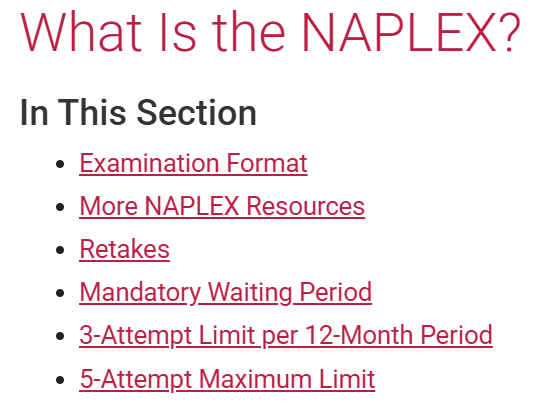 What Is the NAPLEX?
In This Section
Examination Format
More NAPLEX Resources
Retakes
Mandatory Waiting Period
3-Attempt Limit per 12-Month Period
5-Attempt Maximum Limit